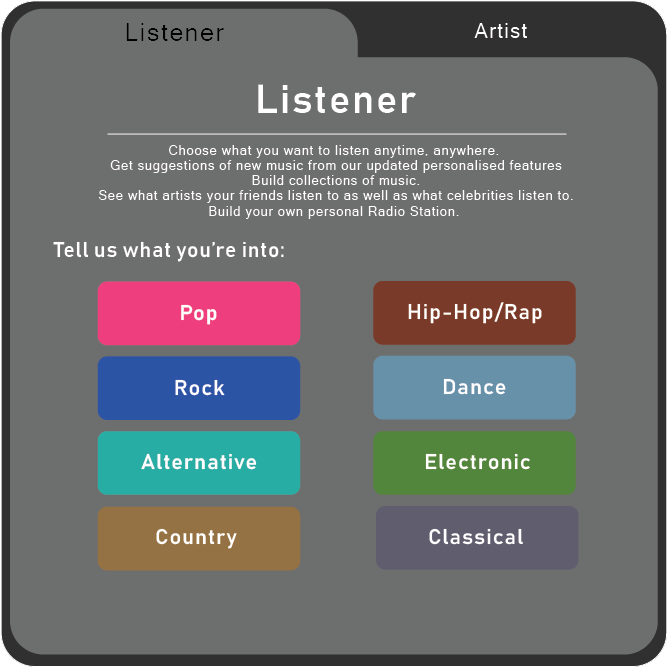 Listener
Artist
Listener
Choose what you want to listen anytime, anywhere.
Get suggestions of new music from our updated personalised features
Build collections of music.
See what artists your friends listen to as well as what celebrities listen to.
Build your own personal Radio Station.
Tell us what you're into:
Pop
Hip-Hop/Rap
Rock
Dance
Alternative
Electronic
Country
Classical